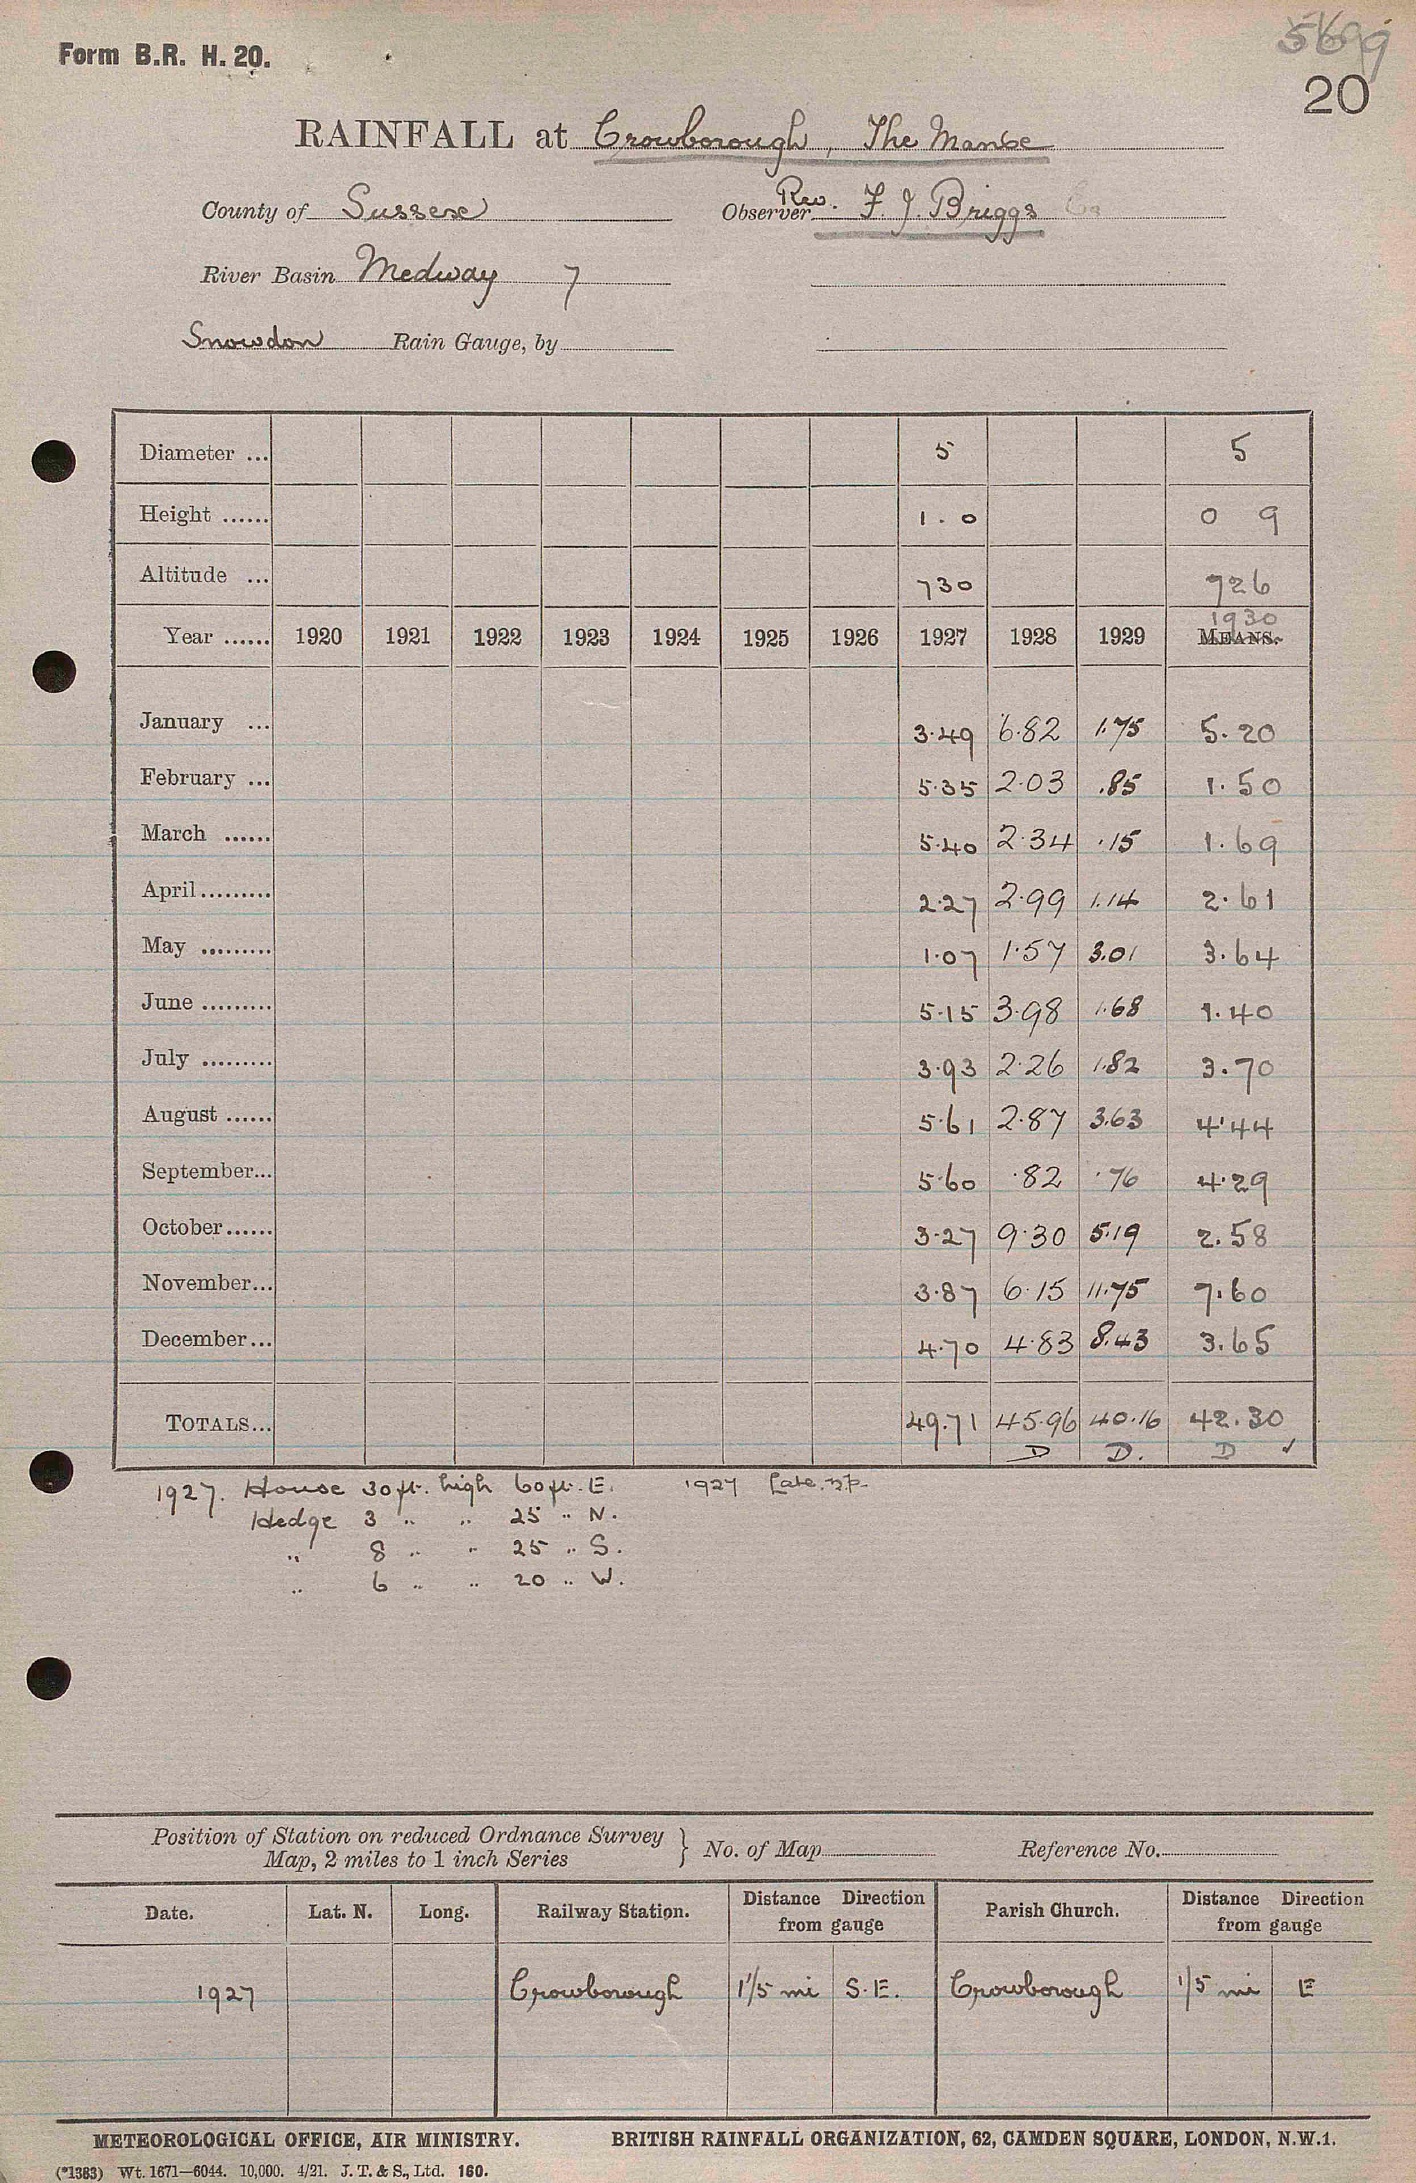 Form B.R. H. 20.
5699
20
RAINFALL at Crowborough, The Manse
County of Sussex Observer Rev. F. J. Briggs
River Basin Medway 7
Snowdon Rain Gauge, by
Diameter ... 5 5
Height ...... 1.0 0 9
Altitude ... 730 726
1930
Year ...... 1920 1921 1922 1923 1924 1925 1926 1927 1928 1929 MEANS.
January ... 3.49 6.82 1.75 5.20
February ... 5.35 2.03 .85 1.50
March ...... 5.40 2.34 .15 1.69
April......... 2.27 2.99 1.14 2.61
May ......... 1.07 1.57 3.01 3.64
June ......... 5.15 3.98 1.68 1.40
July ......... 3.93 2.26 1.82 3.70
August ...... 5.61 2.87 3.63 4.44
September... 5.60 .82 .76 4.29
October...... 3.27 9.30 5.19 2.58
November... 3.87 6.15 11.75 7.60
December... 4.70 4.83 8.43 3.65
TOTALS... 49.71 45.96 40.16 42.30
D D. D ✓
1927. House 30 ft. high 60 ft. E. 1927 Late. n.p.
Hedge 3 " " 25 " N.
" 8 " " 25 " S.
" 6 " " 20 " W.
Position of Station on reduced Ordnance Survey
Map, 2 miles to 1 inch Series } No. of Map Reference No.
Date. Lat. N. Long. Railway Station. Distance Direction from gauge Parish Church. Distance Direction from gauge
1927 Crowborough 1 1/5 mi S.E. Crowborough 1/5 mi E
METEOROLOGICAL OFFICE, AIR MINISTRY. BRITISH RAINFALL ORGANIZATION, 62, CAMDEN SQUARE, LONDON, N.W.1.
(*1383) Wt. 1671—6044. 10,000. 4/21. J. T. & S., Ltd. 160.